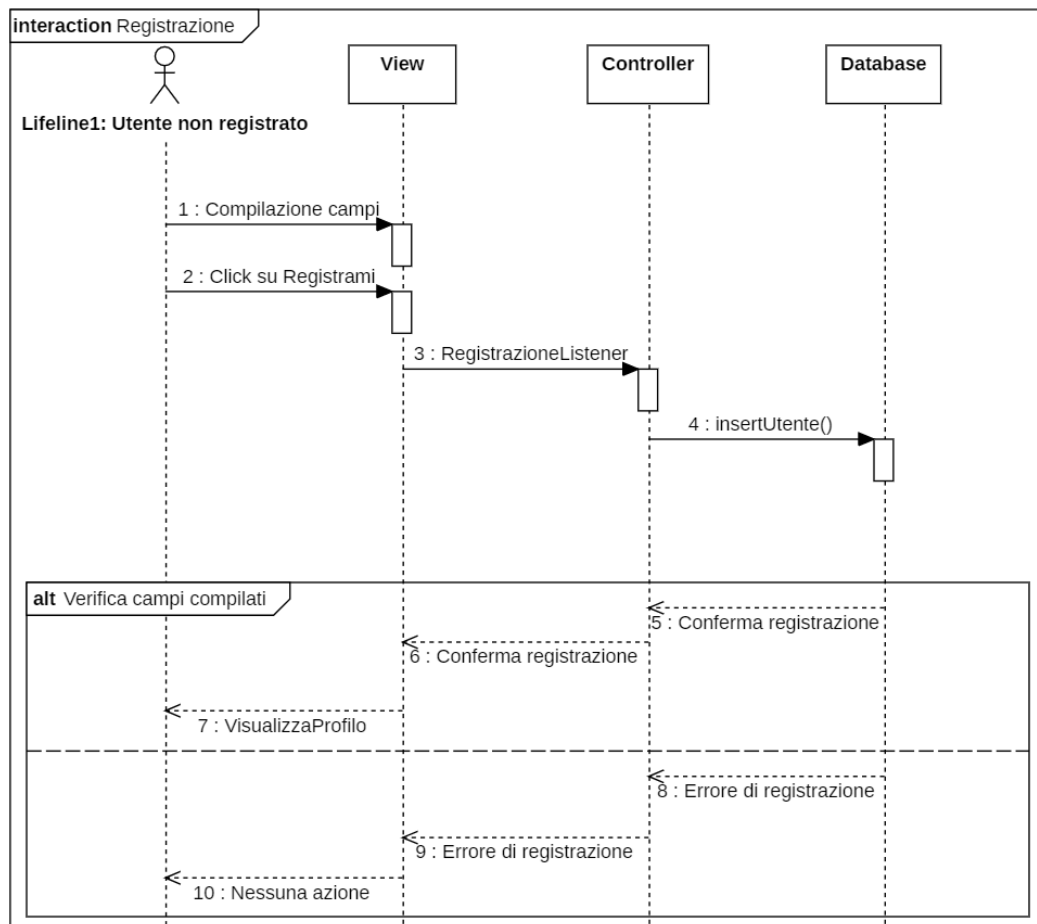 interaction Registrazione
View
Controller
Database
Lifeline1: Utente non registrato
1 : Compilazione campi
2 : Click su Registrami
3 : RegistrazioneListener
4 : insertUtente()
alt Verifica campi compilati
5 : Conferma registrazione
6 : Conferma registrazione
7 : VisualizzaProfilo
8 : Errore di registrazione
9 : Errore di registrazione
10 : Nessuna azione